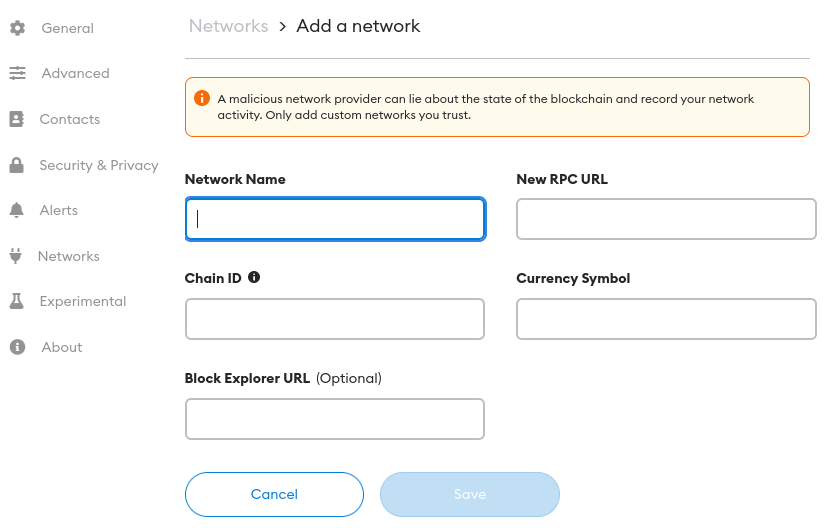 General
Advanced
Contacts
Security & Privacy
Alerts
Networks
Experimental
About
Networks > Add a network
A malicious network provider can lie about the state of the blockchain and record your network
activity. Only add custom networks you trust.
Network Name
New RPC URL
Chain ID
Currency Symbol
Block Explorer URL (Optional)
Cancel
Save